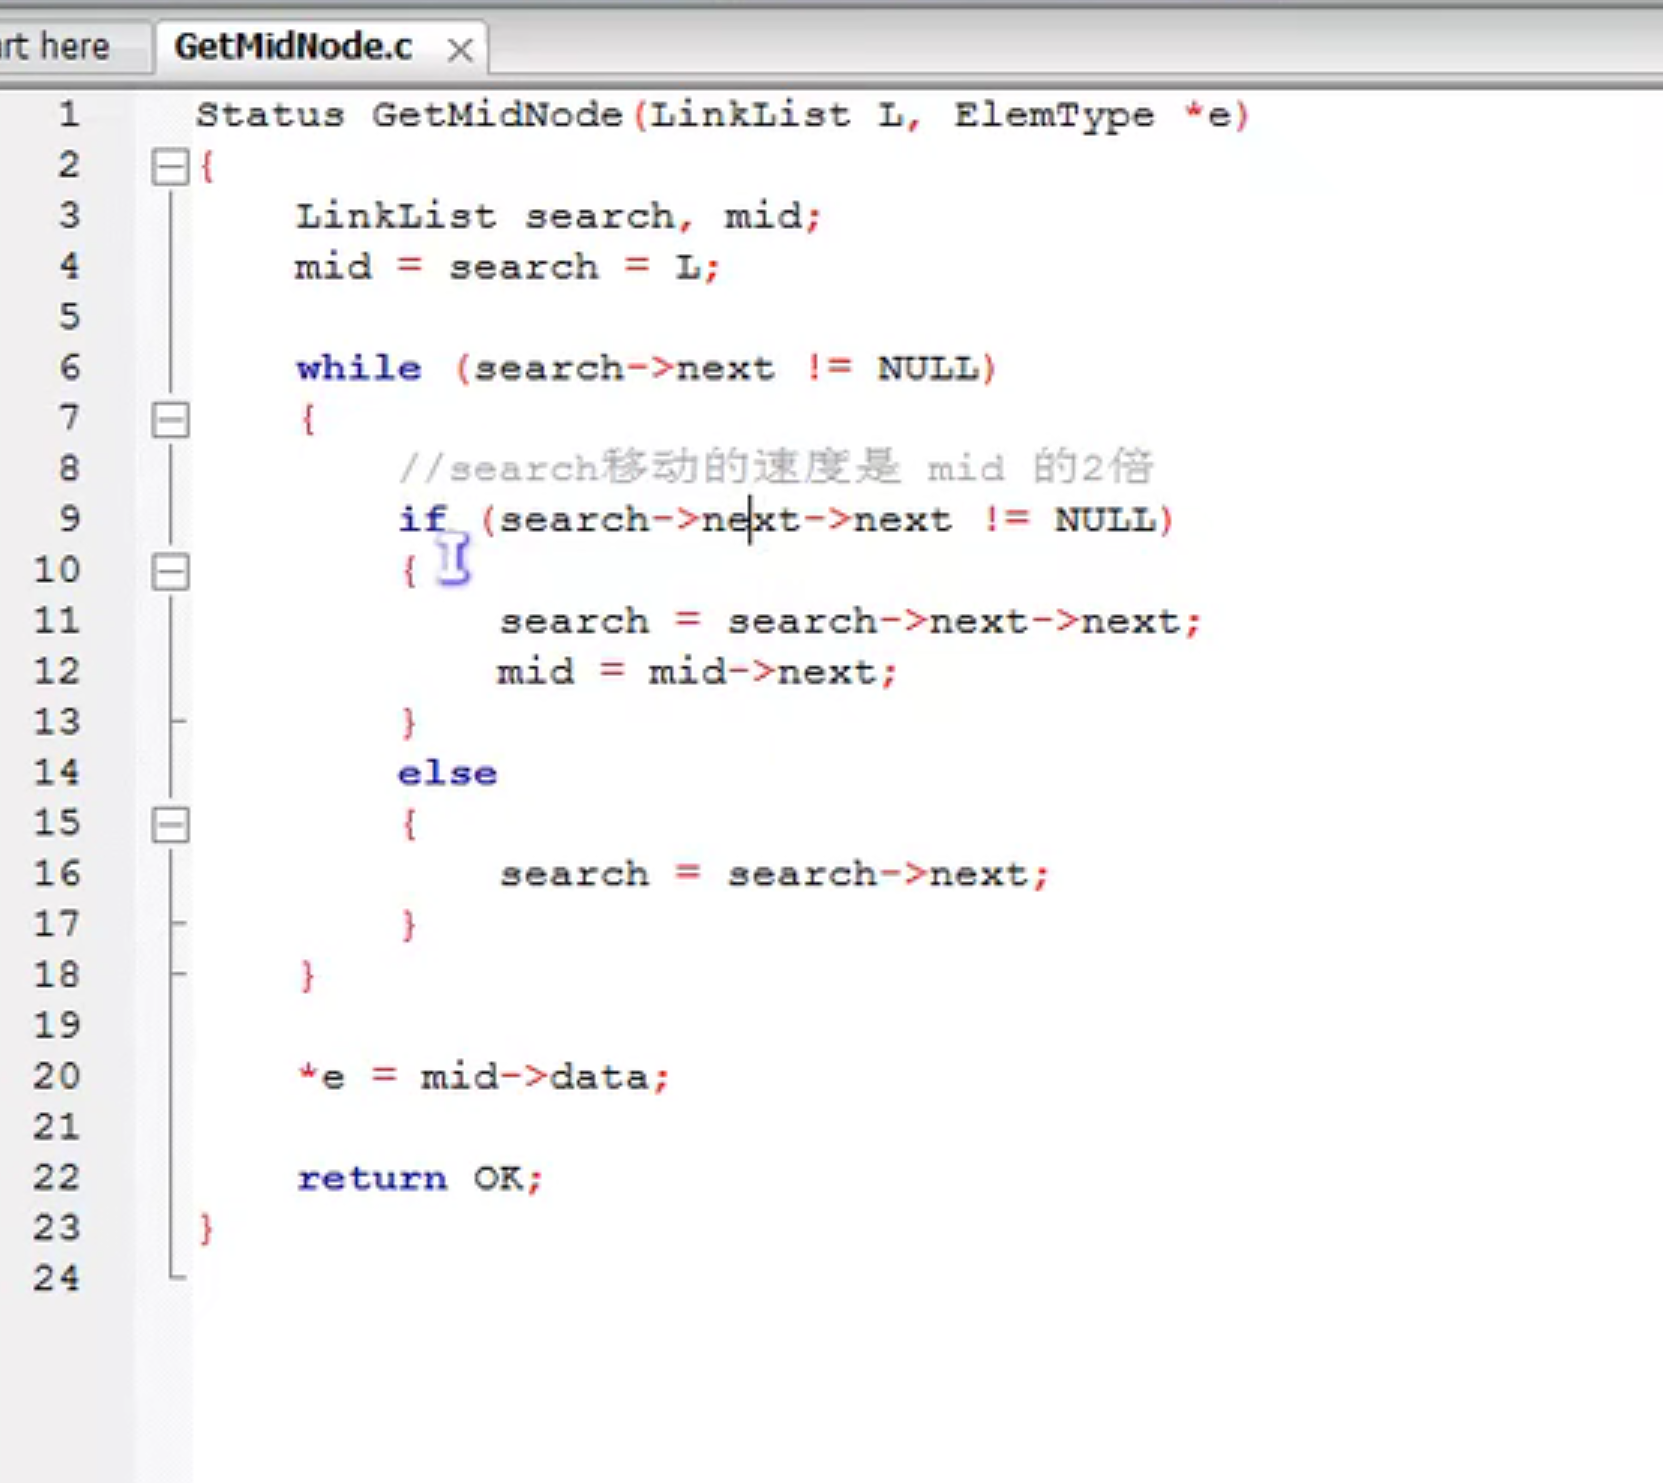 rt here
GetMidNode.c
1 Status GetMidNode(LinkList L, ElemType *e)
2 {
3 LinkList search, mid;
4 mid = search = L;
5
6 while (search->next != NULL)
7 {
8 //search移动的速度是 mid 的2倍
9 if (search->next->next != NULL)
10 {
11 search = search->next->next;
12 mid = mid->next;
13 }
14 else
15 {
16 search = search->next;
17 }
18 }
19
20 *e = mid->data;
21
22 return OK;
23 }
24